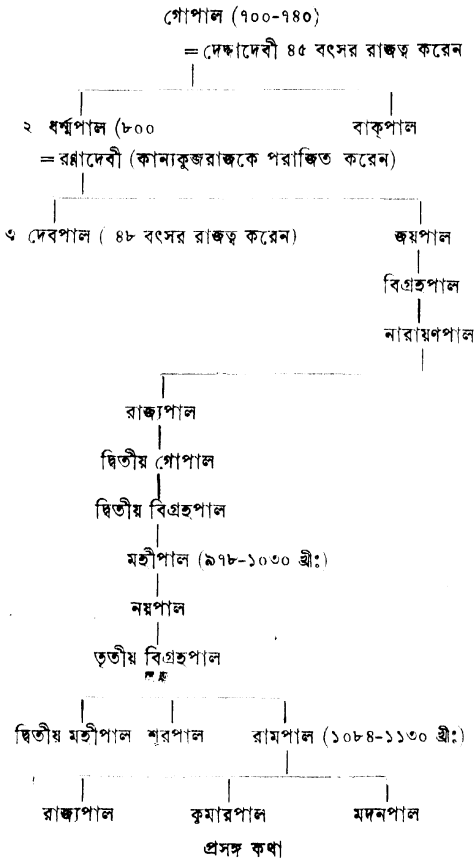 গোপাল (৭০০-৭৪০)
= দেদ্দাদেবী ৪৫ বৎসর রাজত্ব করেন
২ ধর্ম্মপাল (৮০০ বাক্‌পাল
= রন্নাদেবী (কান্যকুব্জরাজকে পরাজিত করেন)
৩ দেবপাল ( ৪৮ বৎসর রাজত্ব করেন) জয়পাল
বিগ্রহপাল
নারায়ণপাল
রাজ্যপাল
দ্বিতীয় গোপাল
দ্বিতীয় বিগ্রহপাল
মহীপাল (৯৭৮-১০৩০ খ্রীঃ)
নয়পাল
তৃতীয় বিগ্রহপাল
দ্বিতীয় মহীপাল শূরপাল রামপাল (১০৮৪-১১৩০ খ্রীঃ)
রাজ্যপাল কুমারপাল মদনপাল
প্রসঙ্গ কথা